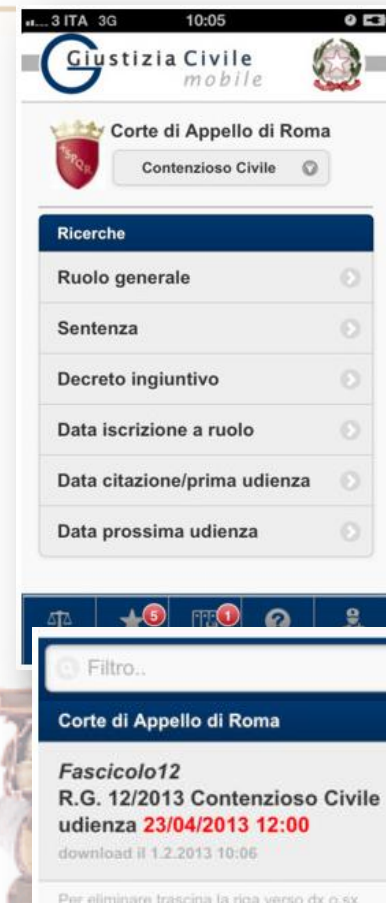 3 ITA 3G 10:05
Giustizia Civile
mobile
Corte di Appello di Roma
SPQR
Contenzioso Civile
Ricerche
Ruolo generale
Sentenza
Decreto ingiuntivo
Data iscrizione a ruolo
Data citazione/prima udienza
Data prossima udienza
5
1
?
Filtro..
Corte di Appello di Roma
Fascicolo12
R.G. 12/2013 Contenzioso Civile
udienza 23/04/2013 12:00
download il 1.2.2013 10:06
Per eliminare trascina la riga verso dx o sx